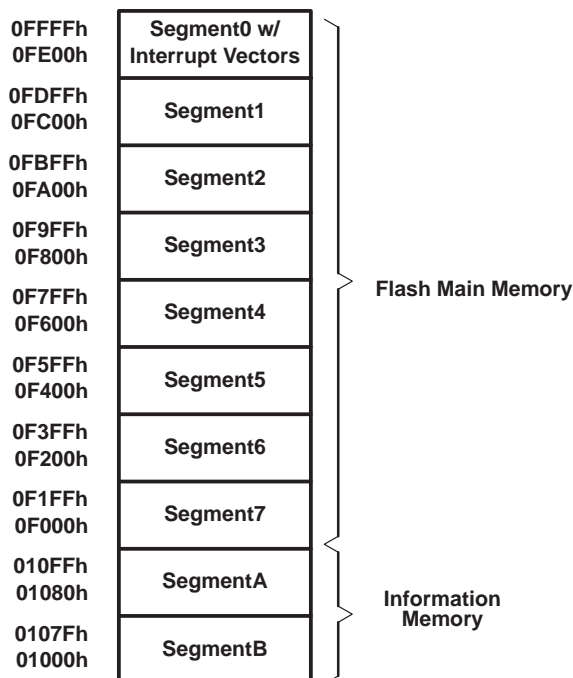 0FFFFh
0FE00h
Segment0 w/
Interrupt Vectors
0FDFFh
0FC00h
Segment1
0FBFFh
0FA00h
Segment2
0F9FFh
0F800h
Segment3
0F7FFh
0F600h
Segment4
0F5FFh
0F400h
Segment5
0F3FFh
0F200h
Segment6
0F1FFh
0F000h
Segment7
010FFh
01080h
SegmentA
0107Fh
01000h
SegmentB
Flash Main Memory
Information
Memory